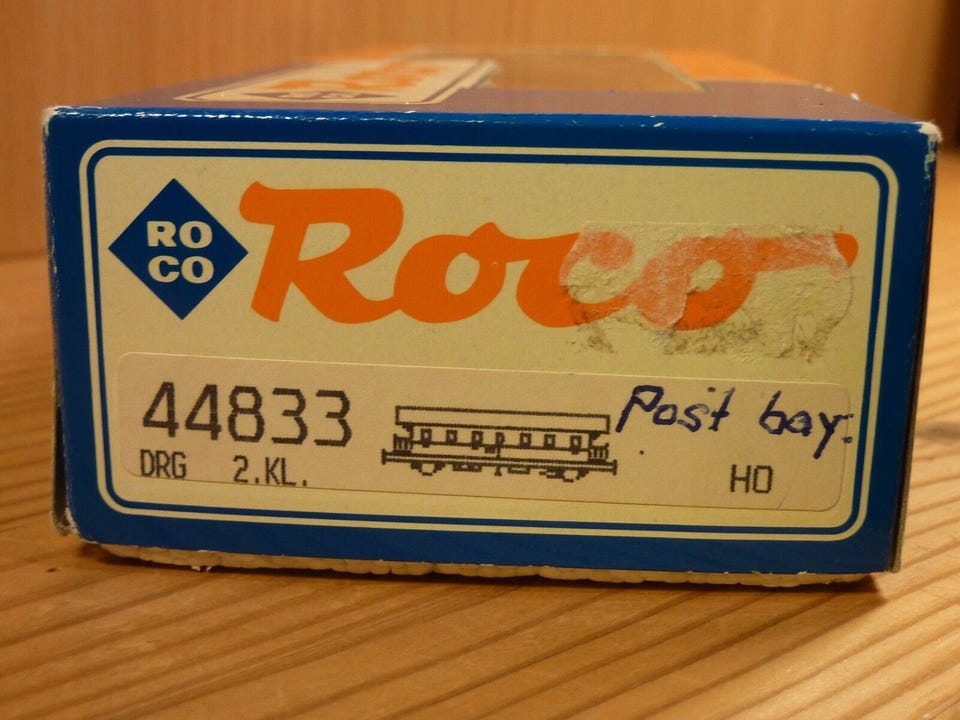 RO
CO
Roco
44833
Post bay.
DRG 2.KL.
HO